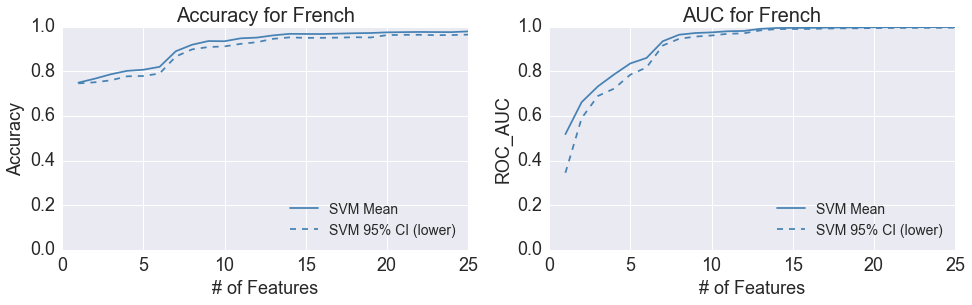 Accuracy for French
1.0
0.8
0.6
0.4
0.2
0.0
Accuracy
SVM Mean
SVM 95% CI (lower)
0 5 10 15 20 25
# of Features
AUC for French
1.0
0.8
0.6
0.4
0.2
0.0
ROC_AUC
SVM Mean
SVM 95% CI (lower)
0 5 10 15 20 25
# of Features